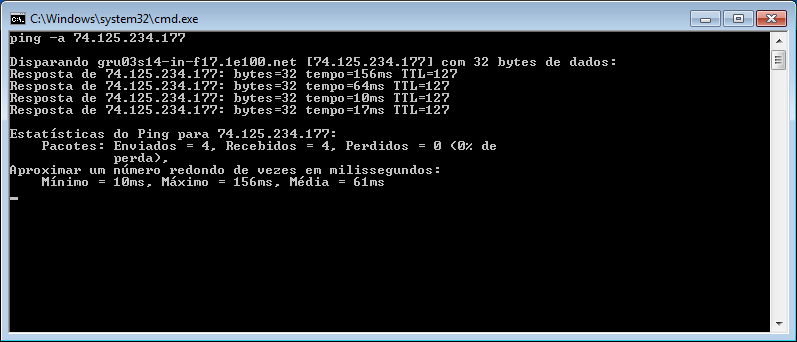 C:\Windows\system32\cmd.exe
ping -a 74.125.234.177
Disparando gru03s14-in-f17.1e100.net [74.125.234.177] com 32 bytes de dados:
Resposta de 74.125.234.177: bytes=32 tempo=156ms TTL=127
Resposta de 74.125.234.177: bytes=32 tempo=64ms TTL=127
Resposta de 74.125.234.177: bytes=32 tempo=10ms TTL=127
Resposta de 74.125.234.177: bytes=32 tempo=17ms TTL=127
Estatísticas do Ping para 74.125.234.177:
Pacotes: Enviados = 4, Recebidos = 4, Perdidos = 0 (0% de
perda),
Aproximar um número redondo de vezes em milissegundos:
Mínimo = 10ms, Máximo = 156ms, Média = 61ms